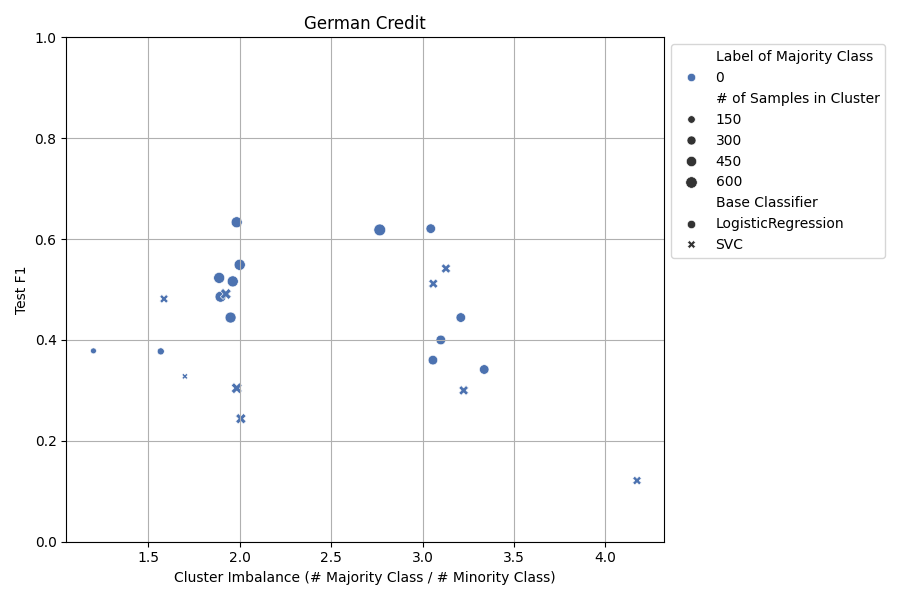 German Credit
1.0
0.8
0.6
0.4
0.2
0.0
Test F1
1.5
2.0
2.5
3.0
3.5
4.0
Cluster Imbalance (# Majority Class / # Minority Class)
Label of Majority Class
0
# of Samples in Cluster
150
300
450
600
Base Classifier
LogisticRegression
SVC